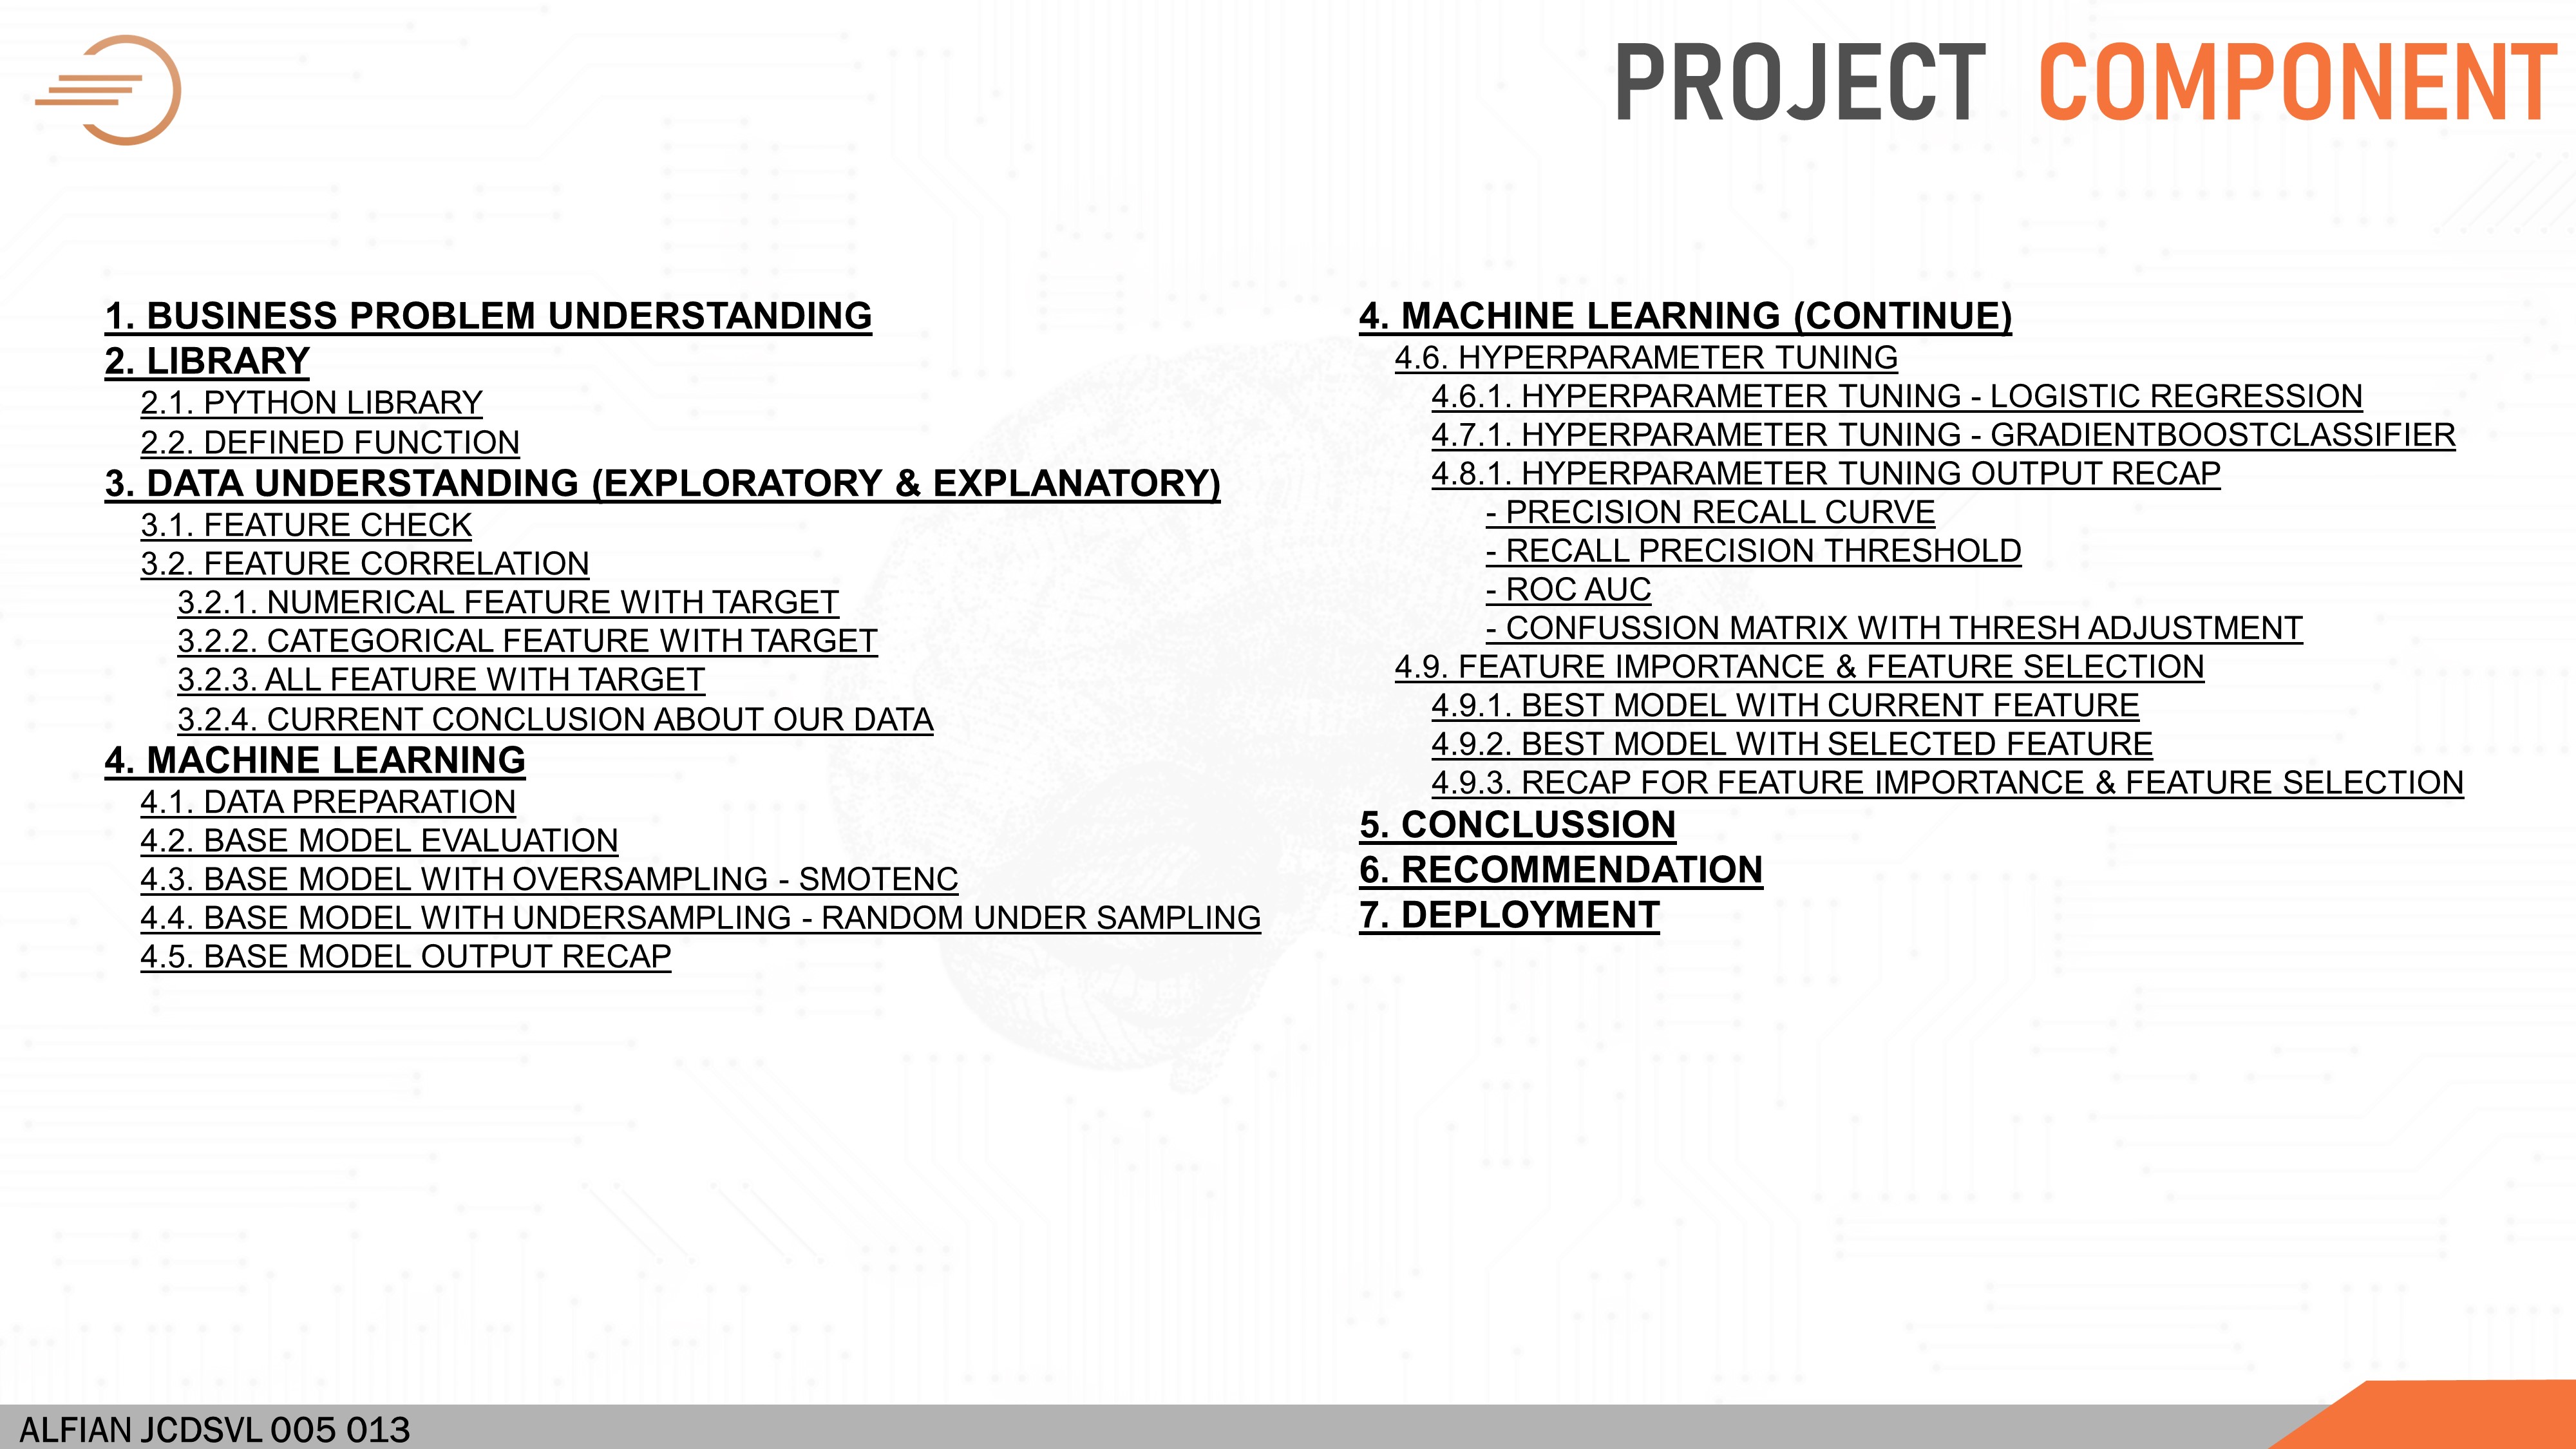 PROJECT COMPONENT
1. BUSINESS PROBLEM UNDERSTANDING
2. LIBRARY
2.1. PYTHON LIBRARY
2.2. DEFINED FUNCTION
3. DATA UNDERSTANDING (EXPLORATORY & EXPLANATORY)
3.1. FEATURE CHECK
3.2. FEATURE CORRELATION
3.2.1. NUMERICAL FEATURE WITH TARGET
3.2.2. CATEGORICAL FEATURE WITH TARGET
3.2.3. ALL FEATURE WITH TARGET
3.2.4. CURRENT CONCLUSION ABOUT OUR DATA
4. MACHINE LEARNING
4.1. DATA PREPARATION
4.2. BASE MODEL EVALUATION
4.3. BASE MODEL WITH OVERSAMPLING - SMOTENC
4.4. BASE MODEL WITH UNDERSAMPLING - RANDOM UNDER SAMPLING
4.5. BASE MODEL OUTPUT RECAP
4. MACHINE LEARNING (CONTINUE)
4.6. HYPERPARAMETER TUNING
4.6.1. HYPERPARAMETER TUNING - LOGISTIC REGRESSION
4.7.1. HYPERPARAMETER TUNING - GRADIENTBOOSTCLASSIFIER
4.8.1. HYPERPARAMETER TUNING OUTPUT RECAP
- PRECISION RECALL CURVE
- RECALL PRECISION THRESHOLD
- ROC AUC
- CONFUSSION MATRIX WITH THRESH ADJUSTMENT
4.9. FEATURE IMPORTANCE & FEATURE SELECTION
4.9.1. BEST MODEL WITH CURRENT FEATURE
4.9.2. BEST MODEL WITH SELECTED FEATURE
4.9.3. RECAP FOR FEATURE IMPORTANCE & FEATURE SELECTION
5. CONCLUSSION
6. RECOMMENDATION
7. DEPLOYMENT
ALFIAN JCDSVL 005 013